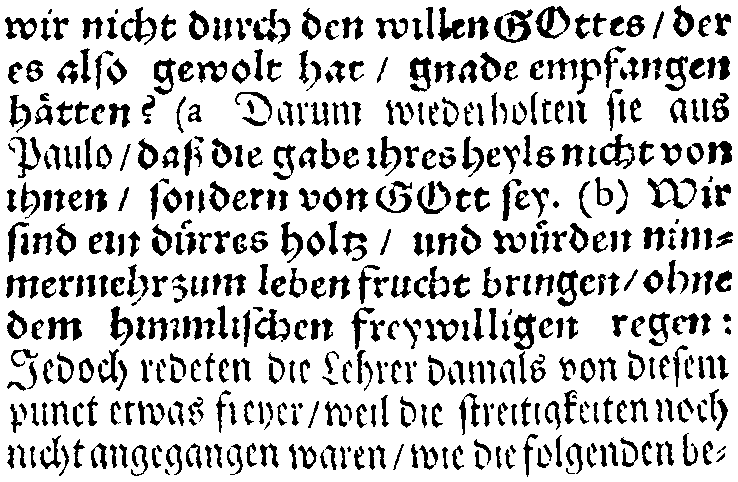 wir nicht durch den willen GOttes / der
es also gewolt hat / gnade empfangen
hätten? (a Darum wiederholten sie aus
Paulo / daß die gabe ihres heyls nicht von
ihnen / sondern von GOtt sey. (b) Wir
sind ein dürres holtz / und würden nim-
mermehr zum leben frucht bringen / ohne
dem himmlischen freywilligen regen:
Jedoch redeten die Lehrer damals von diesem
punct etwas freyer / weil die streitigkeiten noch
nicht angegangen waren / wie die folgenden be-